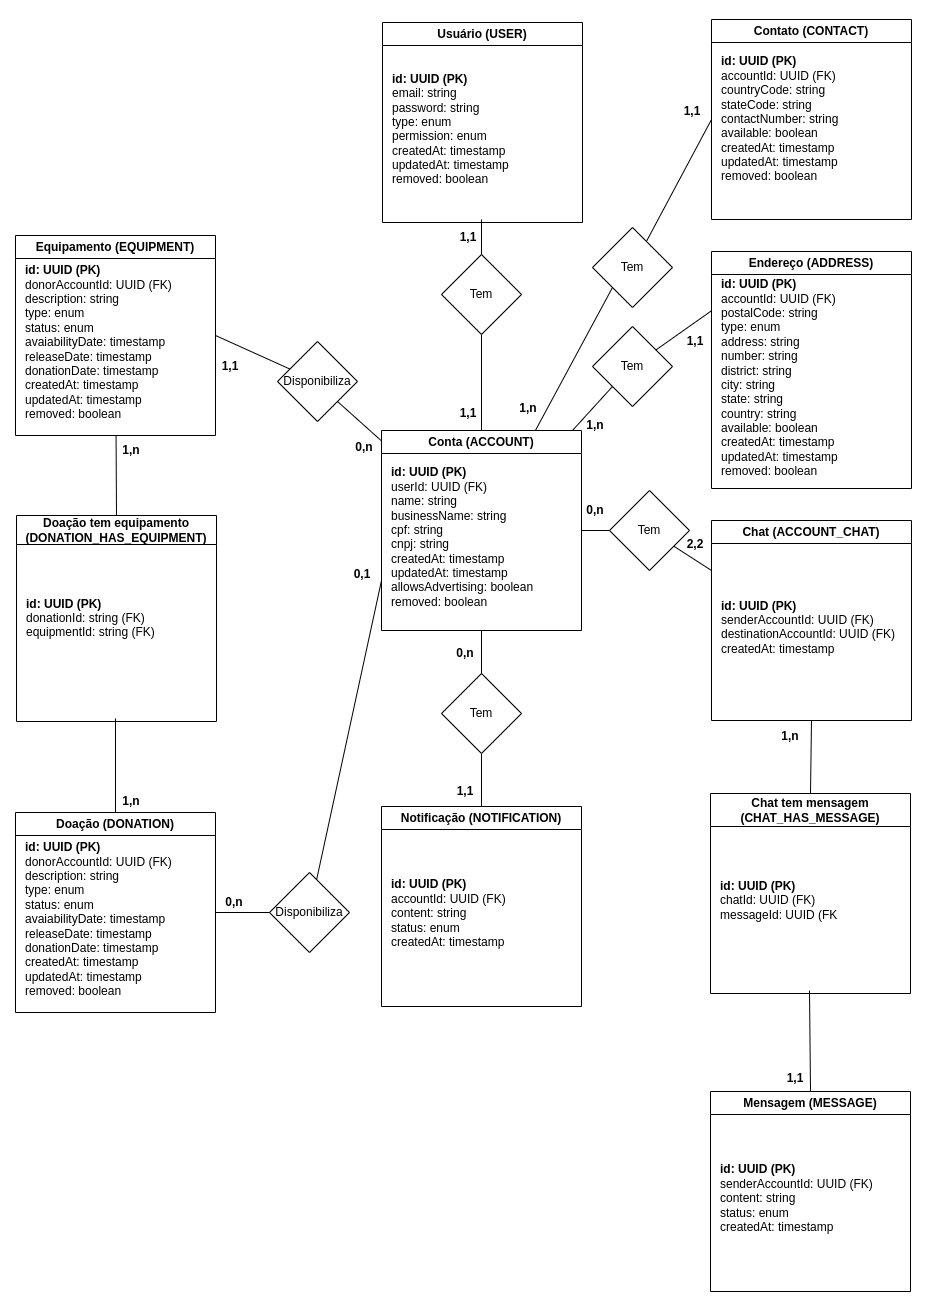 Usuário (USER)
id: UUID (PK)
email: string
password: string
type: enum
permission: enum
createdAt: timestamp
updatedAt: timestamp
removed: boolean
Contato (CONTACT)
id: UUID (PK)
accountId: UUID (FK)
countryCode: string
stateCode: string
contactNumber: string
available: boolean
createdAt: timestamp
updatedAt: timestamp
removed: boolean
1,1
1,1
Tem
Tem
Equipamento (EQUIPMENT)
id: UUID (PK)
donorAccountId: UUID (FK)
description: string
type: enum
status: enum
avaiabilityDate: timestamp
releaseDate: timestamp
donationDate: timestamp
createdAt: timestamp
updatedAt: timestamp
removed: boolean
Endereço (ADDRESS)
id: UUID (PK)
accountId: UUID (FK)
postalCode: string
type: enum
address: string
number: string
district: string
city: string
state: string
country: string
available: boolean
createdAt: timestamp
updatedAt: timestamp
removed: boolean
1,1
Disponibiliza
Tem
1,1
0,n
1,1
1,n
1,n
Conta (ACCOUNT)
id: UUID (PK)
userId: UUID (FK)
name: string
businessName: string
cpf: string
cnpj: string
createdAt: timestamp
updatedAt: timestamp
allowsAdvertising: boolean
removed: boolean
1,n
0,n
Tem
2,2
0,1
Doação tem equipamento
(DONATION_HAS_EQUIPMENT)
id: UUID (PK)
donationId: string (FK)
equipmentId: string (FK)
Chat (ACCOUNT_CHAT)
id: UUID (PK)
senderAccountId: UUID (FK)
destinationAccountId: UUID (FK)
createdAt: timestamp
0,n
Tem
1,1
1,n
1,n
Doação (DONATION)
id: UUID (PK)
donorAccountId: UUID (FK)
description: string
type: enum
status: enum
avaiabilityDate: timestamp
releaseDate: timestamp
donationDate: timestamp
createdAt: timestamp
updatedAt: timestamp
removed: boolean
0,n
Disponibiliza
Notificação (NOTIFICATION)
id: UUID (PK)
accountId: UUID (FK)
content: string
status: enum
createdAt: timestamp
Chat tem mensagem
(CHAT_HAS_MESSAGE)
id: UUID (PK)
chatId: UUID (FK)
messageId: UUID (FK
1,1
Mensagem (MESSAGE)
id: UUID (PK)
senderAccountId: UUID (FK)
content: string
status: enum
createdAt: timestamp